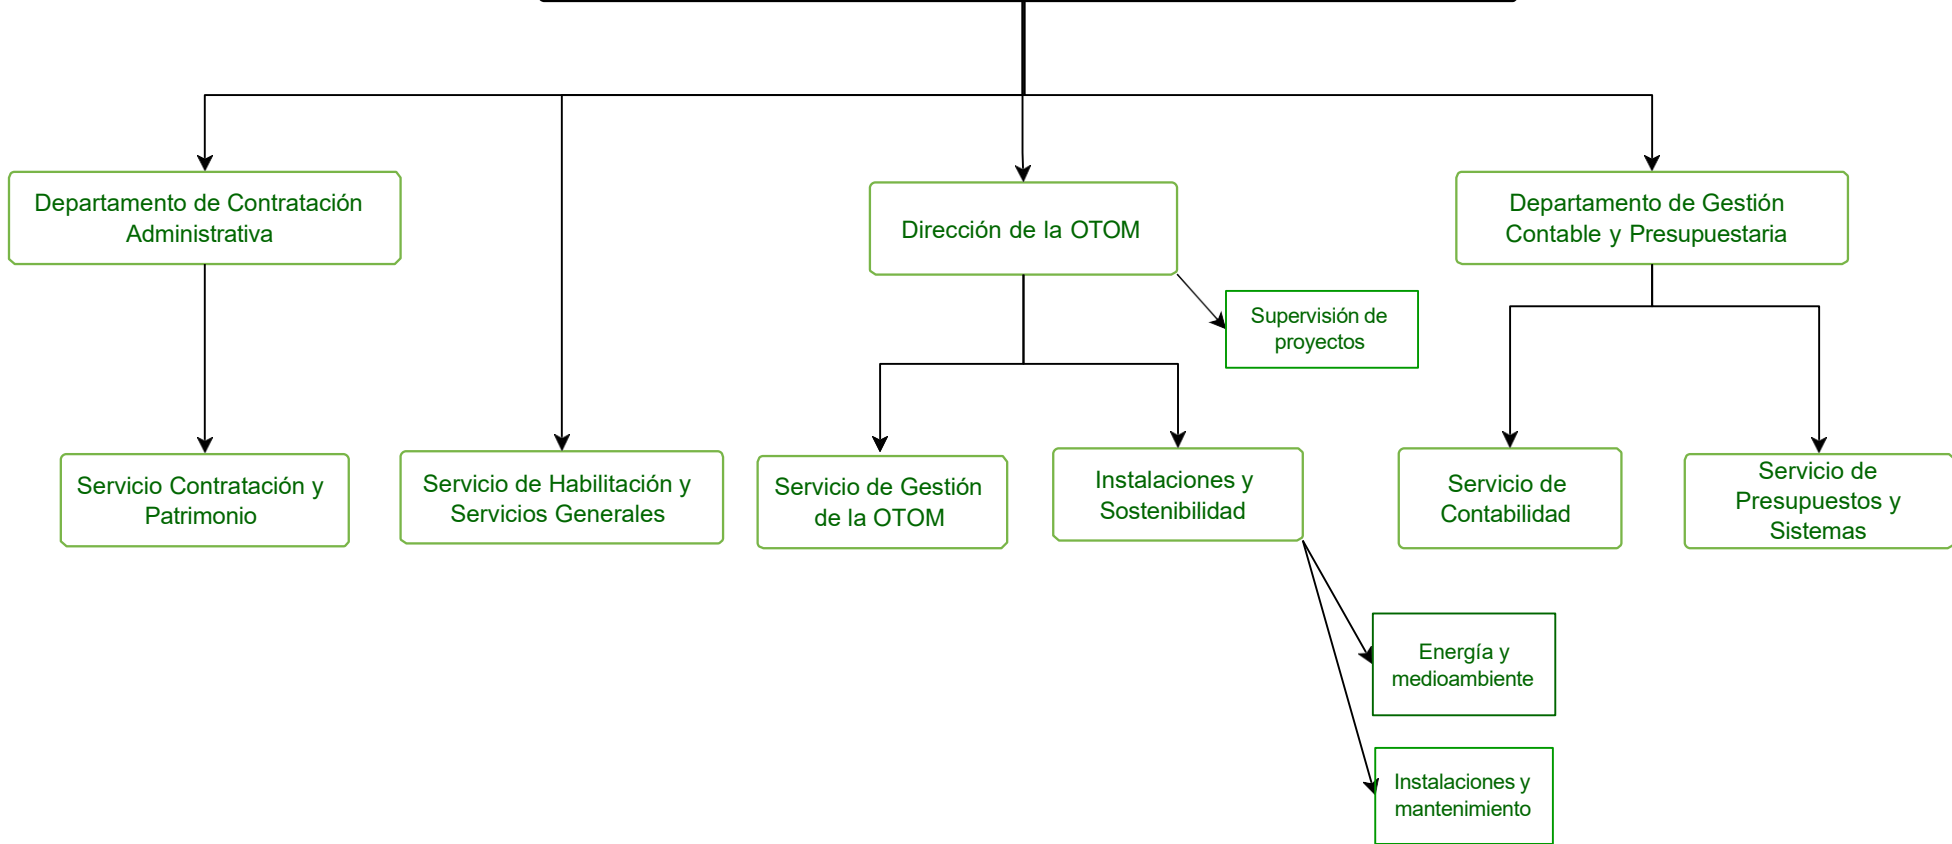 Departamento de Contratación
Administrativa
Dirección de la OTOM
Departamento de Gestión
Contable y Presupuestaria
Supervisión de
proyectos
Servicio Contratación y
Patrimonio
Servicio de Habilitación y
Servicios Generales
Servicio de Gestión
de la OTOM
Instalaciones y
Sostenibilidad
Servicio de
Contabilidad
Servicio de
Presupuestos y
Sistemas
Energía y
medioambiente
Instalaciones y
mantenimiento